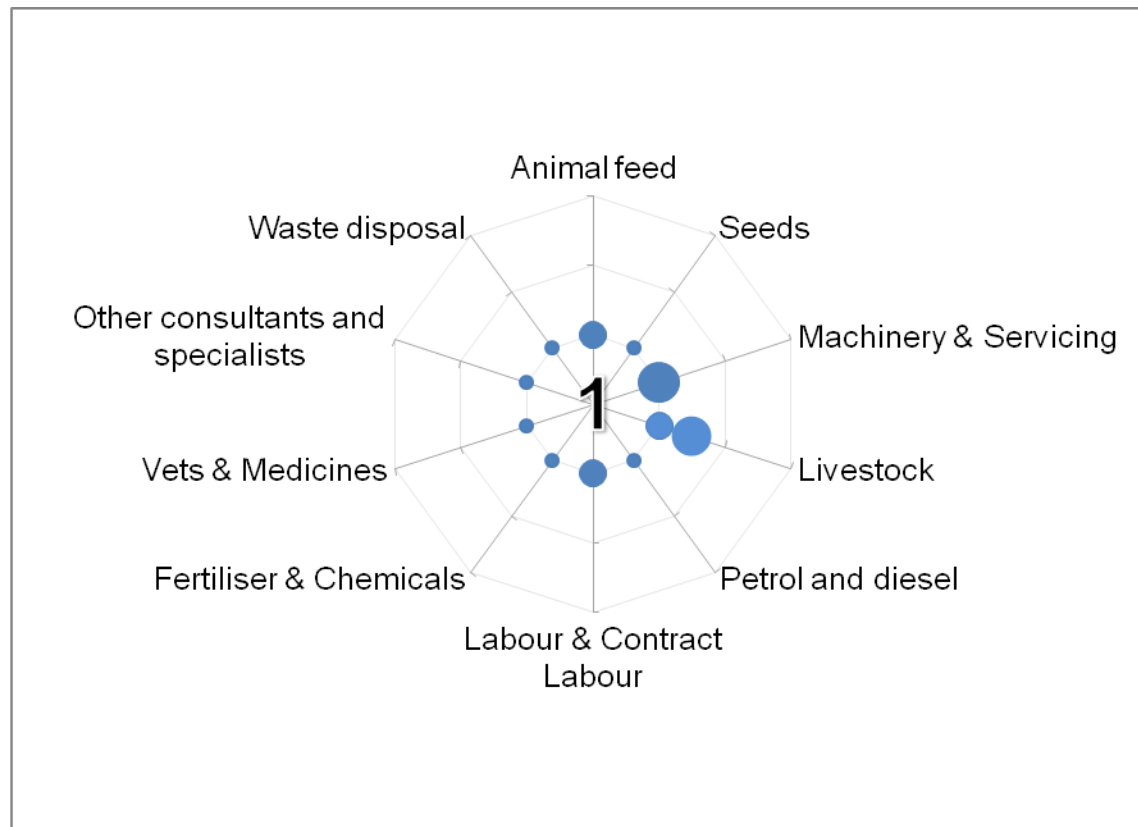 Animal feed
Waste disposal
Seeds
Other consultants and
specialists
Machinery & Servicing
1
Vets & Medicines
Livestock
Fertiliser & Chemicals
Petrol and diesel
Labour & Contract
Labour